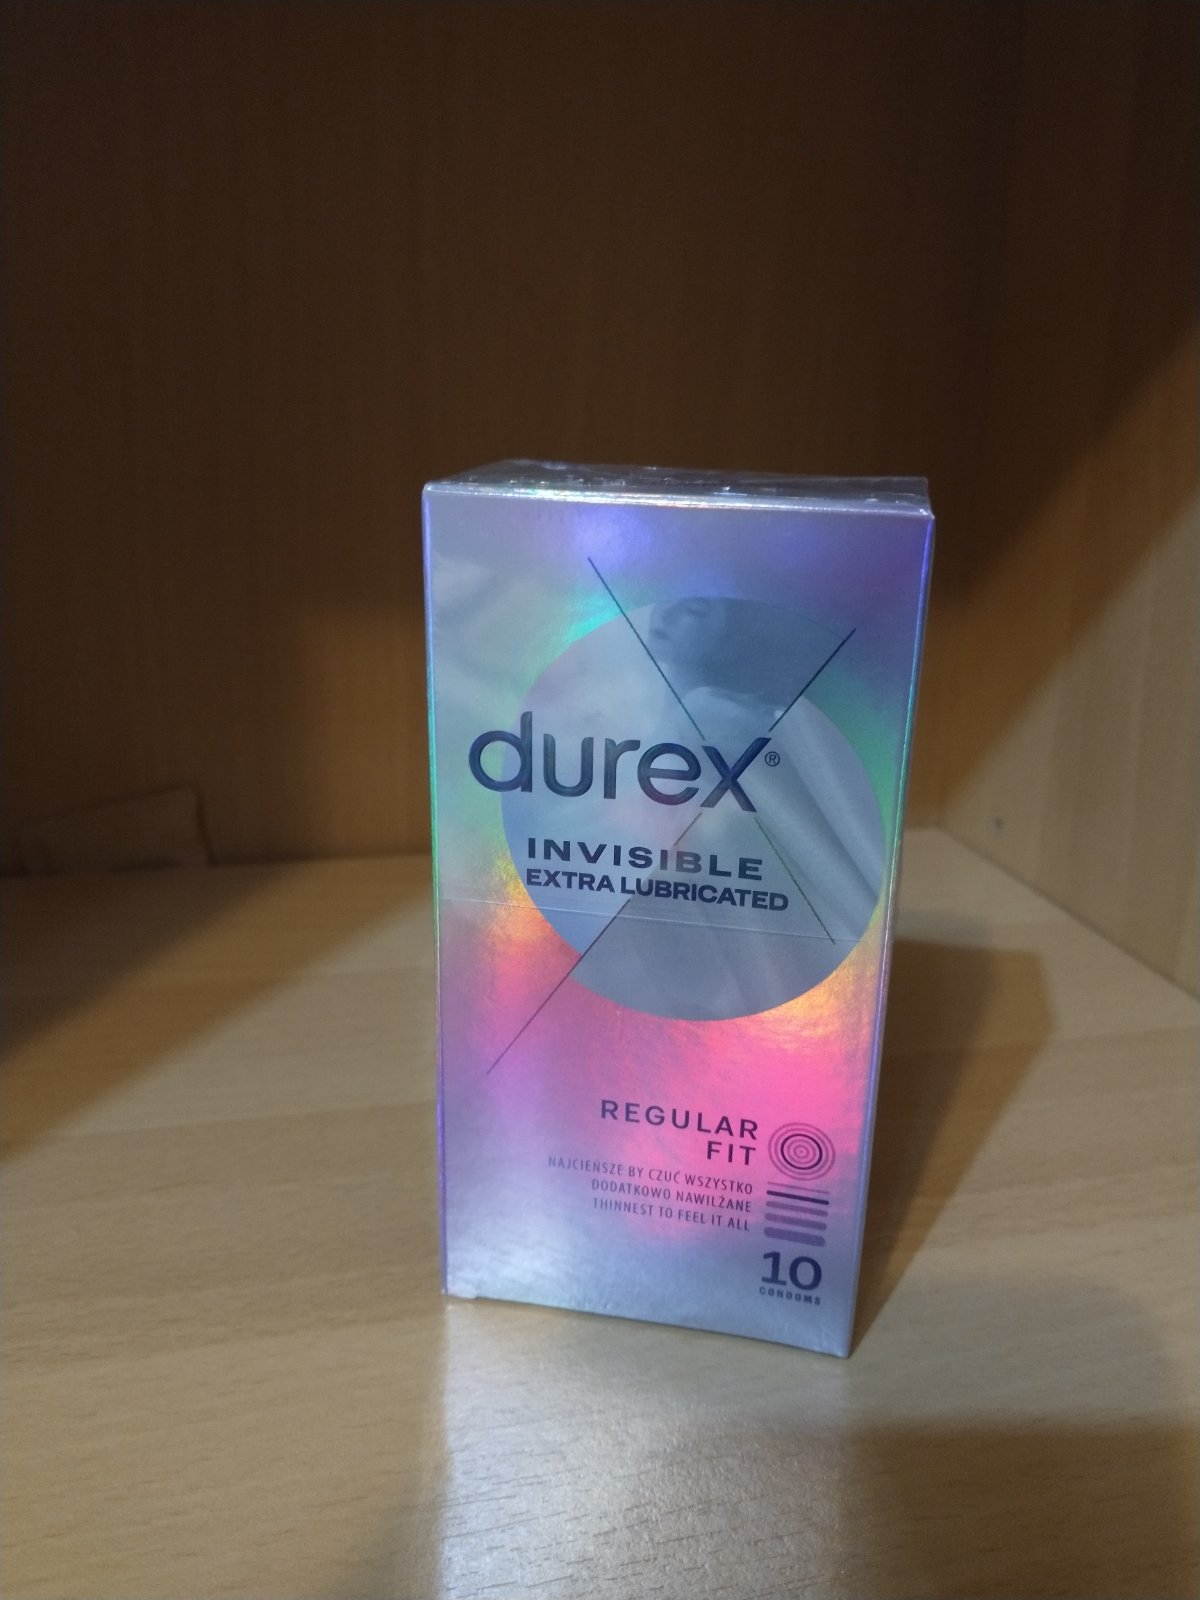 durex®
INVISIBLE
EXTRA LUBRICATED
REGULAR
FIT
NAJCIEŃSZE BY CZUĆ WSZYSTKO
DODATKOWO NAWILŻANE
THINNEST TO FEEL IT ALL
10
CONDOMS